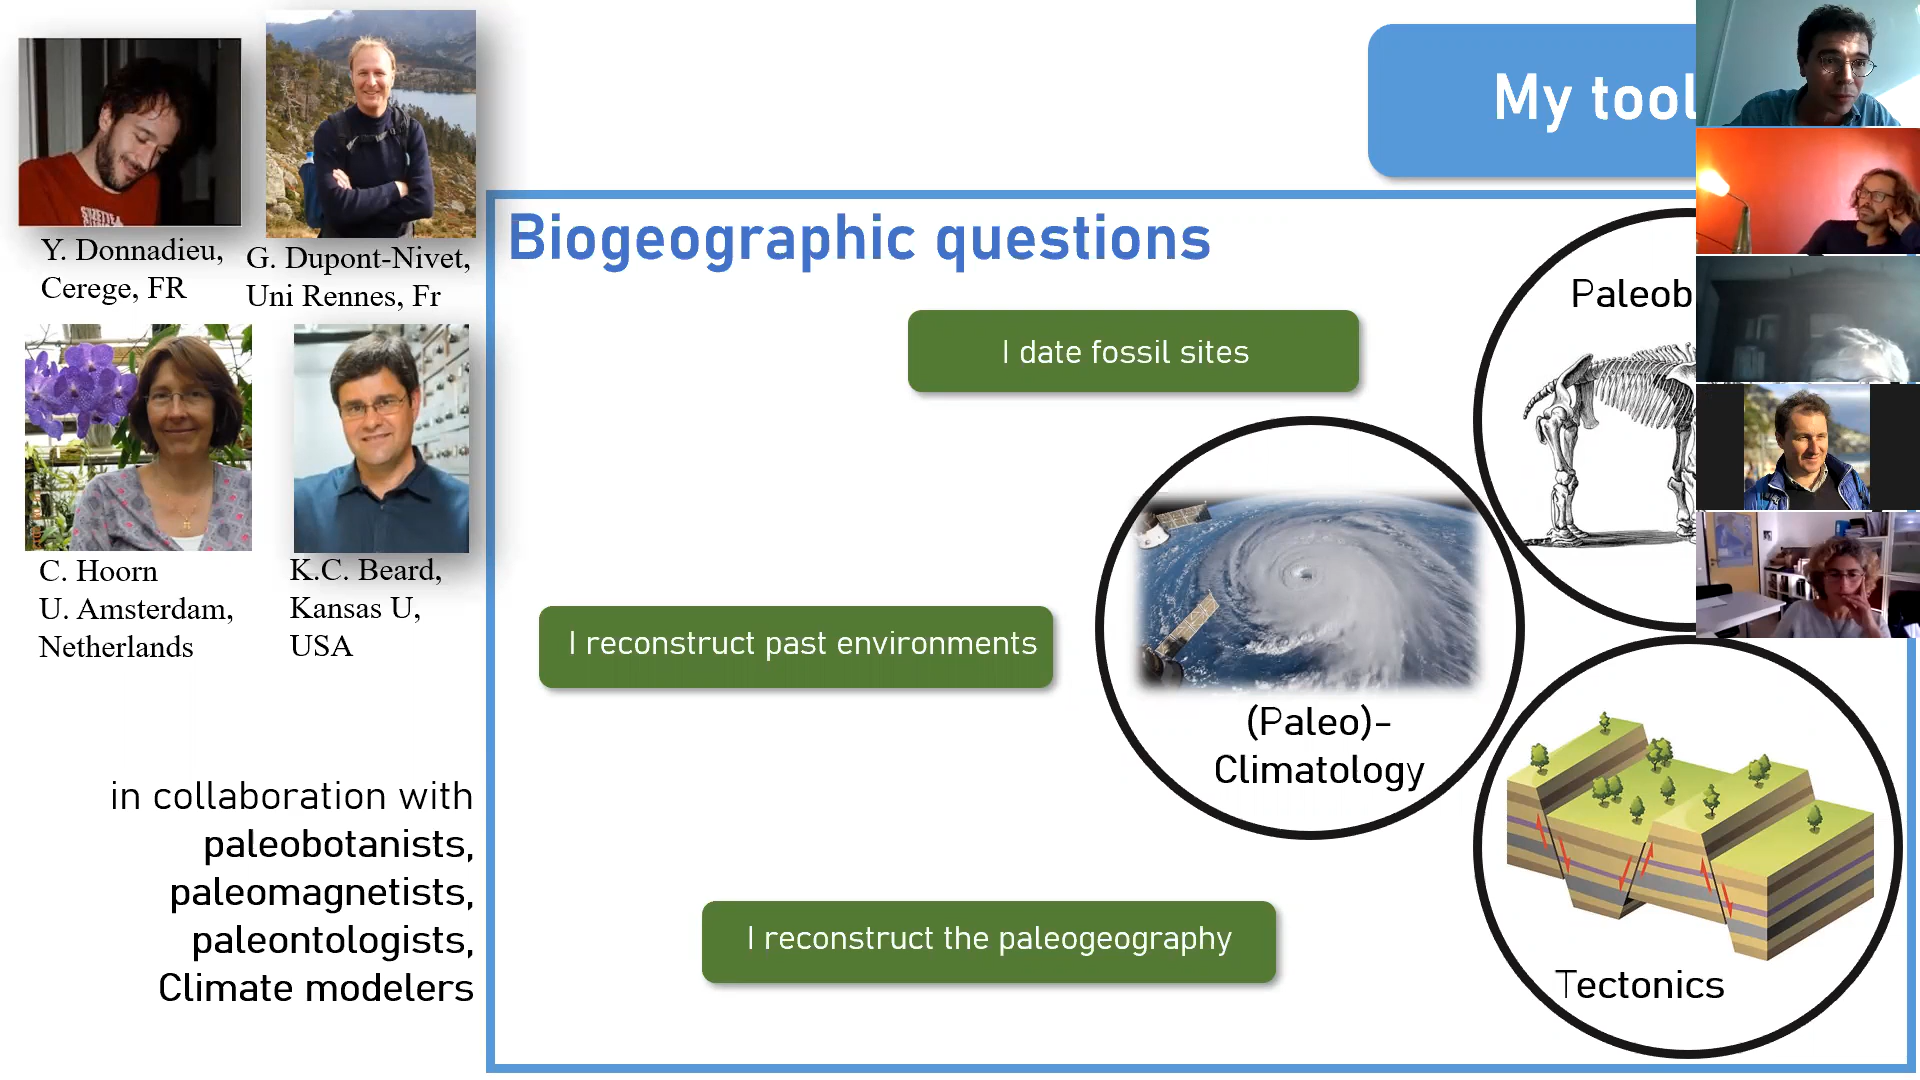 My tool
Y. Donnadieu,
Cerege, FR
G. Dupont-Nivet,
Uni Rennes, Fr
C. Hoorn
U. Amsterdam,
Netherlands
K.C. Beard,
Kansas U,
USA
in collaboration with
paleobotanists,
paleomagnetists,
paleontologists,
Climate modelers
Biogeographic questions
I date fossil sites
Paleob
I reconstruct past environments
(Paleo)-
Climatology
I reconstruct the paleogeography
Tectonics